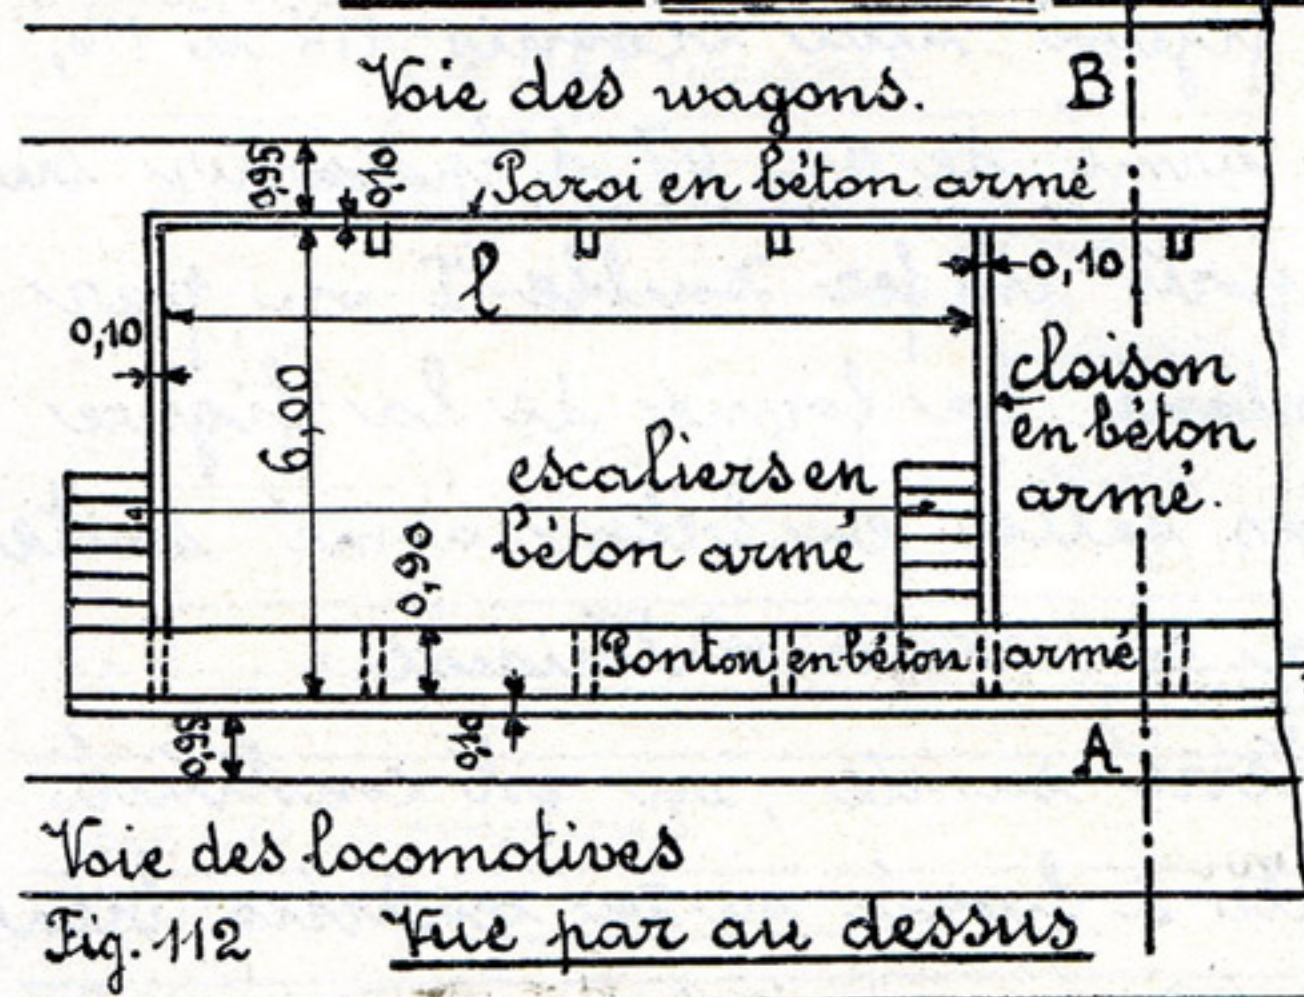 Voie des wagons.
B
0,95
0,10
Paroi en béton armé
l
0,10
0,10
6,00
cloison
en béton
armé.
escaliers en
béton armé
0,90
Ponton en béton armé
0,95
0,10
A
Voie des locomotives
Fig. 112
Vue par au dessus